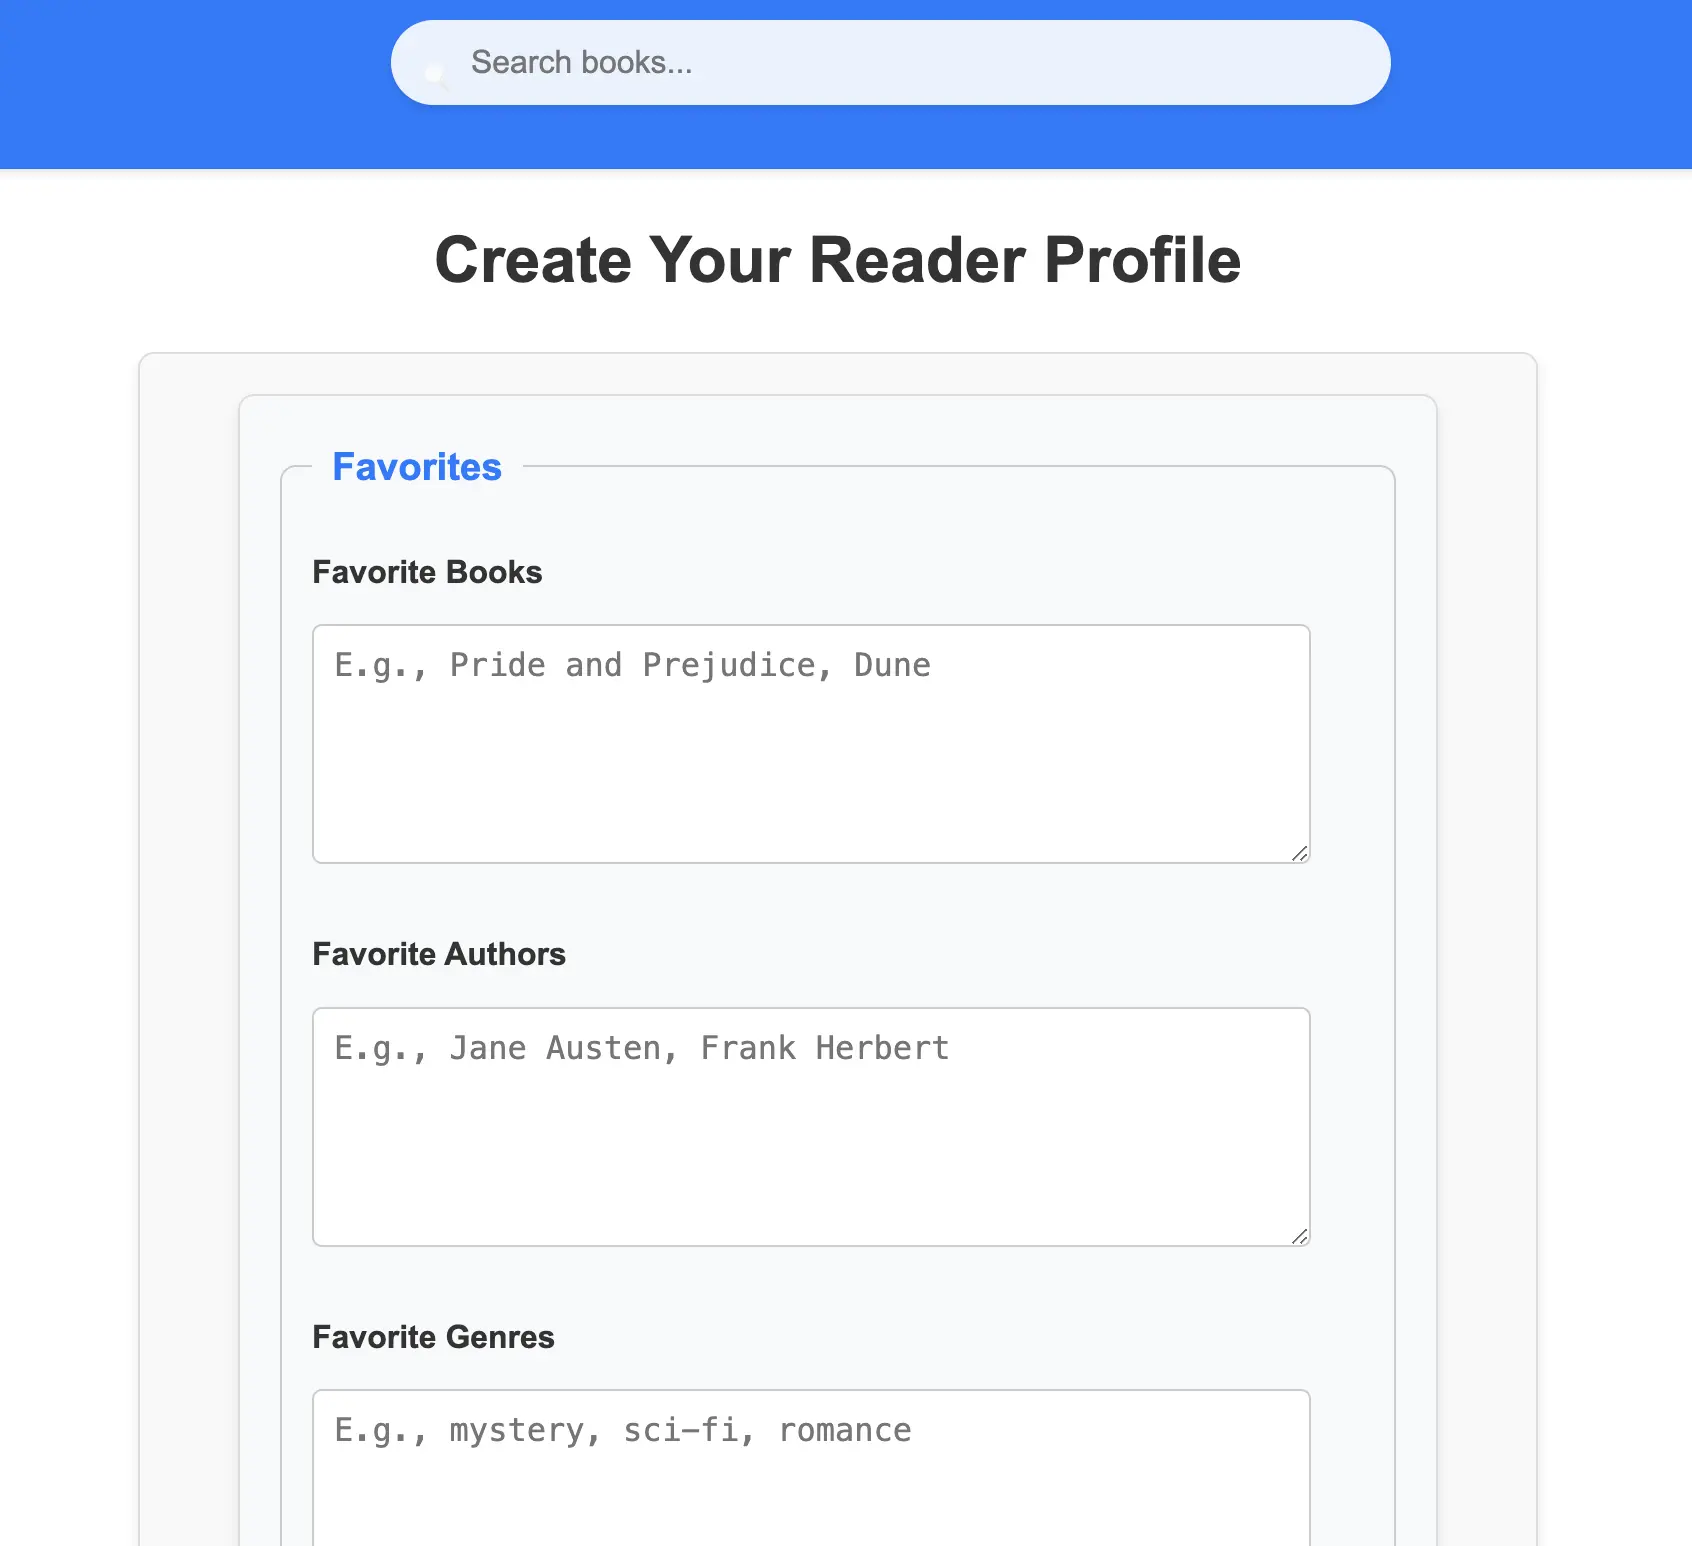 Search books...
Create Your Reader Profile
Favorites
Favorite Books
E.g., Pride and Prejudice, Dune
Favorite Authors
E.g., Jane Austen, Frank Herbert
Favorite Genres
E.g., mystery, sci-fi, romance